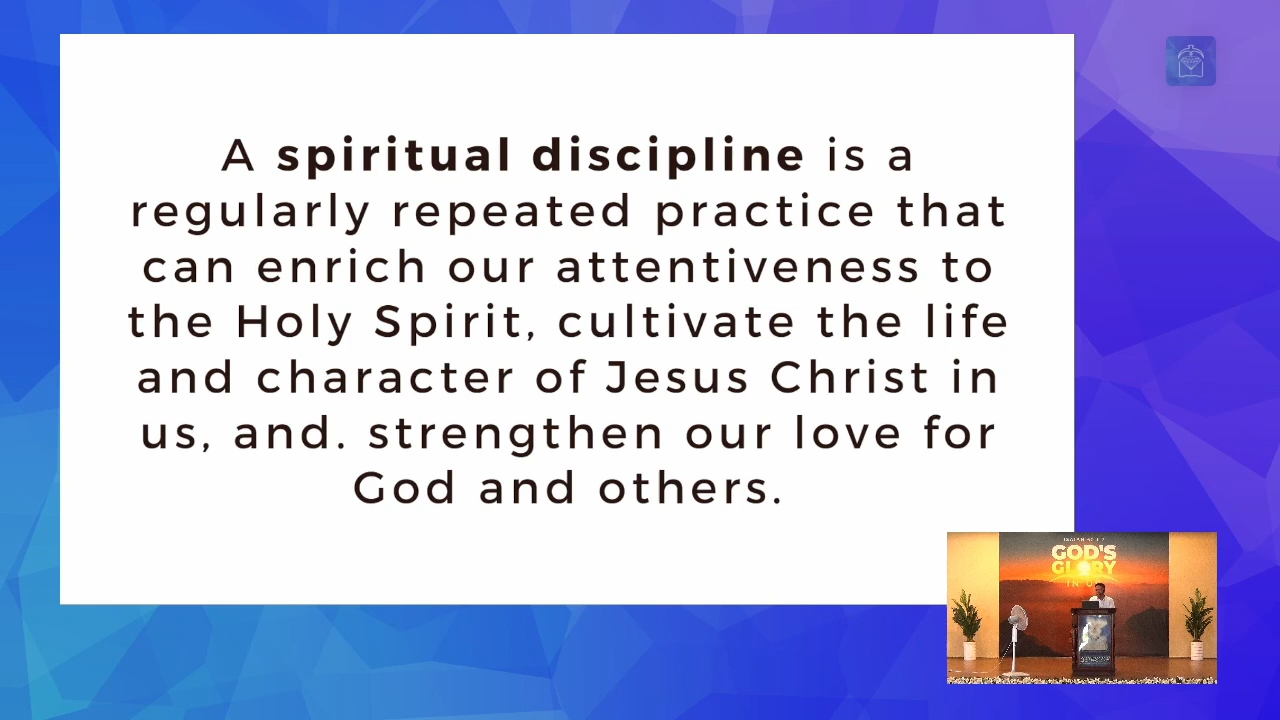 A spiritual discipline is a
regularly repeated practice that
can enrich our attentiveness to
the Holy Spirit, cultivate the life
and character of Jesus Christ in
us, and. strengthen our love for
God and others.
GOD'S
GLORY